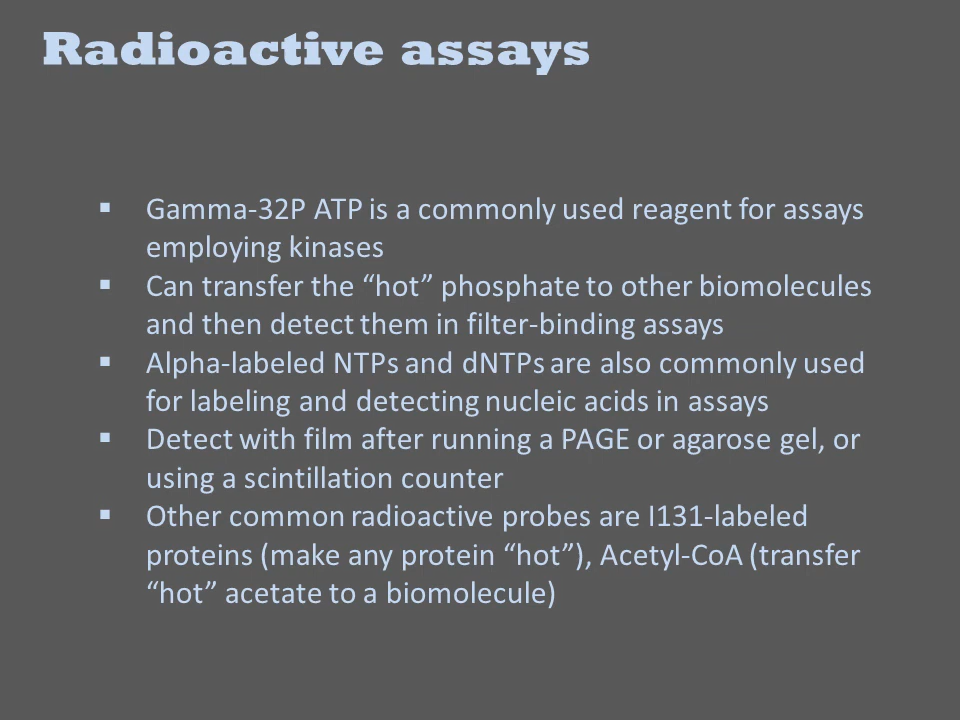 Radioactive assays
▪ Gamma-32P ATP is a commonly used reagent for assays
employing kinases
▪ Can transfer the “hot” phosphate to other biomolecules
and then detect them in filter-binding assays
▪ Alpha-labeled NTPs and dNTPs are also commonly used
for labeling and detecting nucleic acids in assays
▪ Detect with film after running a PAGE or agarose gel, or
using a scintillation counter
▪ Other common radioactive probes are I131-labeled
proteins (make any protein “hot”), Acetyl-CoA (transfer
“hot” acetate to a biomolecule)